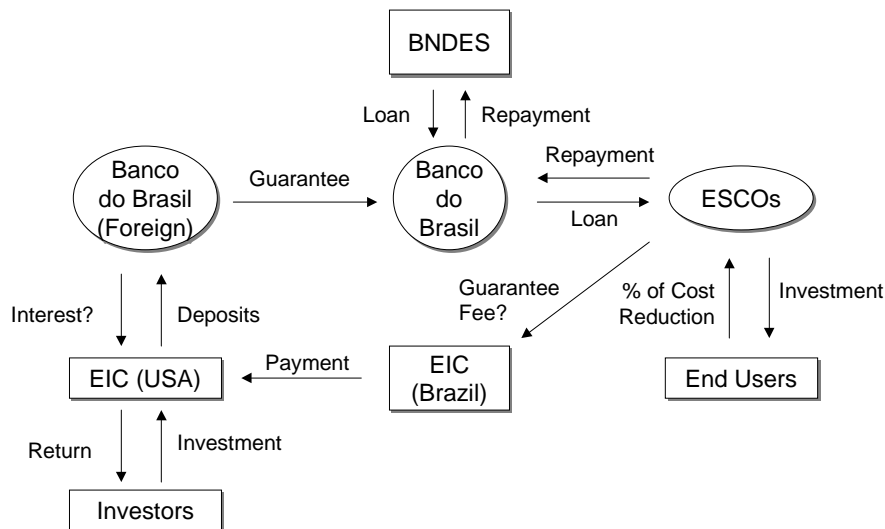 BNDES
Loan
Repayment
Repayment
Banco
do Brasil
(Foreign)
Guarantee
Banco
do
Brasil
ESCOs
Loan
Interest?
Deposits
Guarantee
Fee?
% of Cost
Reduction
Investment
EIC (USA)
Payment
EIC
(Brazil)
End Users
Return
Investment
Investors